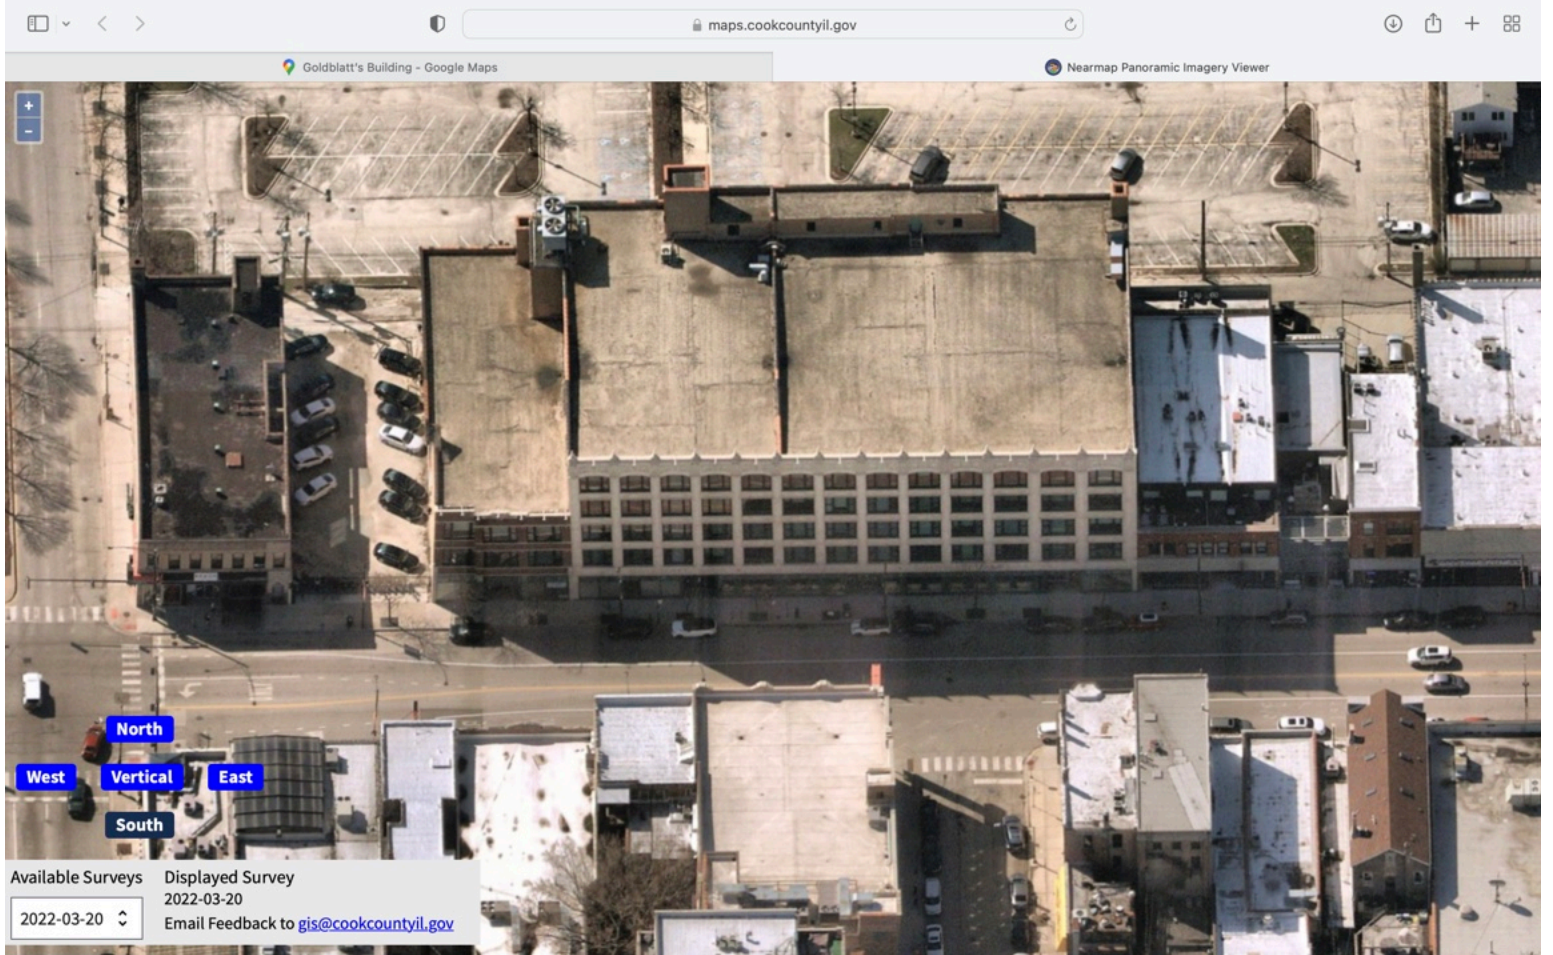 maps.cookcountyil.gov
Goldblatt's Building - Google Maps
Nearmap Panoramic Imagery Viewer
+
-
North
West Vertical East
South
Available Surveys
2022-03-20
Displayed Survey
2022-03-20
Email Feedback to gis@cookcountyil.gov